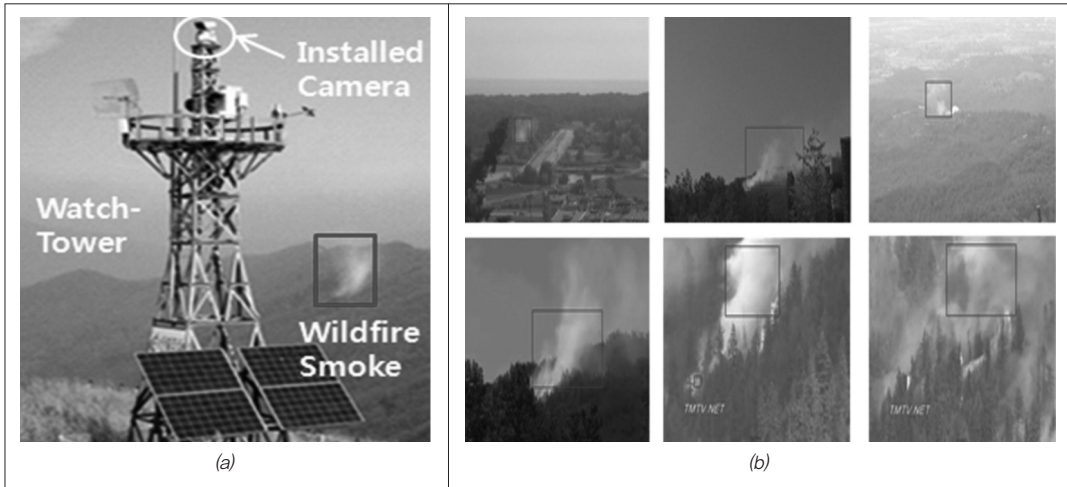 Installed
Camera
Watch-
Tower
Wildfire
Smoke
(a)
TMTV.NET
TMTV.NET
(b)